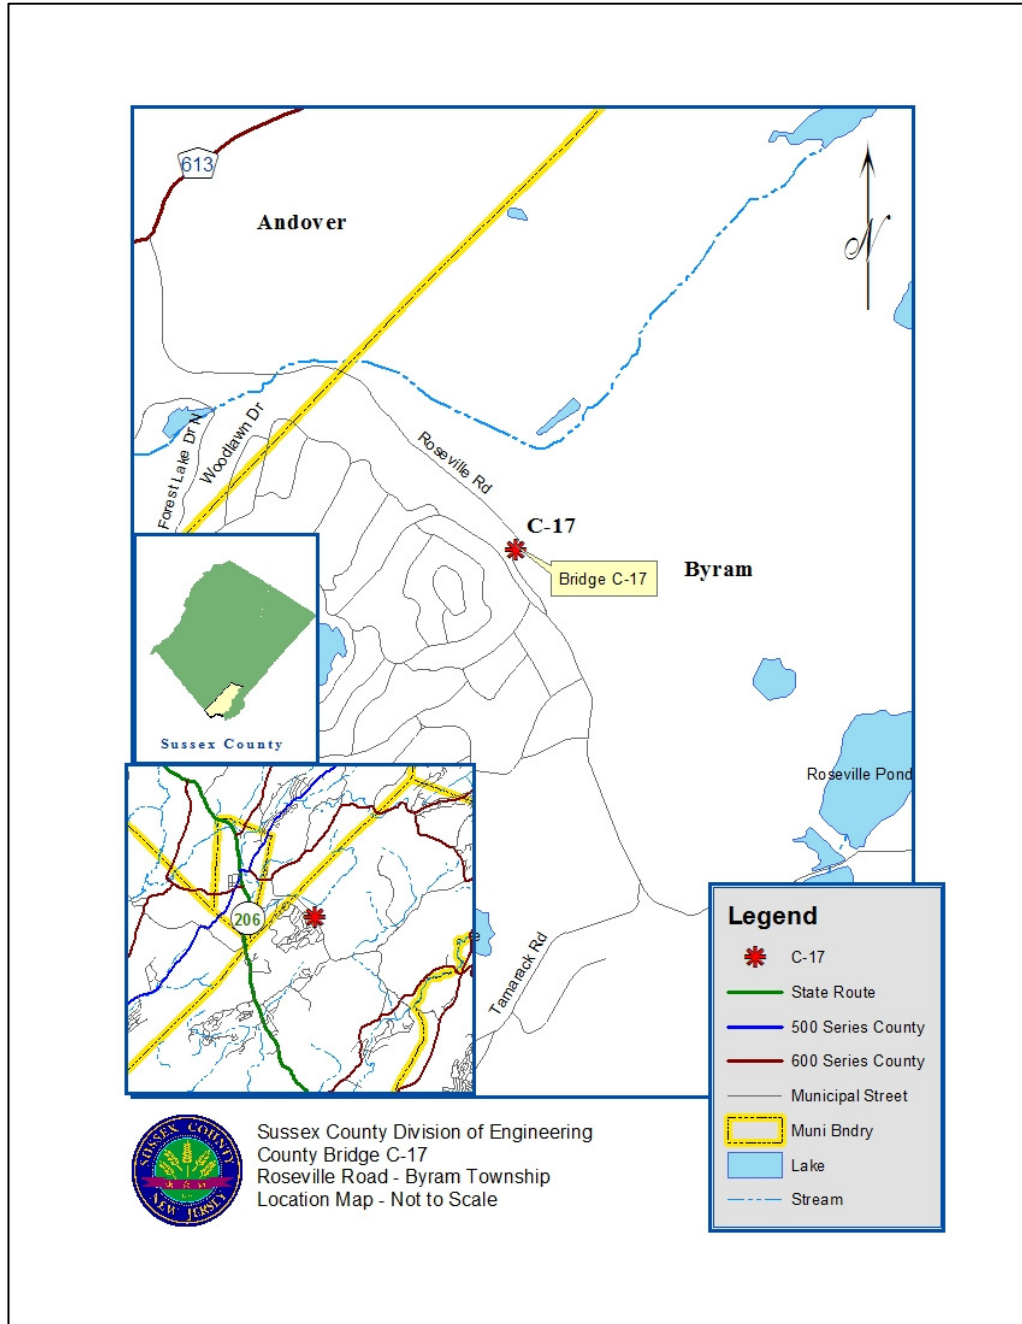 613
Andover
N
Forest Lake Dr N
Woodlawn Dr
Roseville Rd
C-17
Bridge C-17
Byram
Sussex County
Roseville Pond
206
Tamarack Rd
Legend
C-17
State Route
500 Series County
600 Series County
Municipal Street
Muni Bndry
Lake
Stream
SUSSEX COUNTY
NEW JERSEY
Sussex County Division of Engineering
County Bridge C-17
Roseville Road - Byram Township
Location Map - Not to Scale